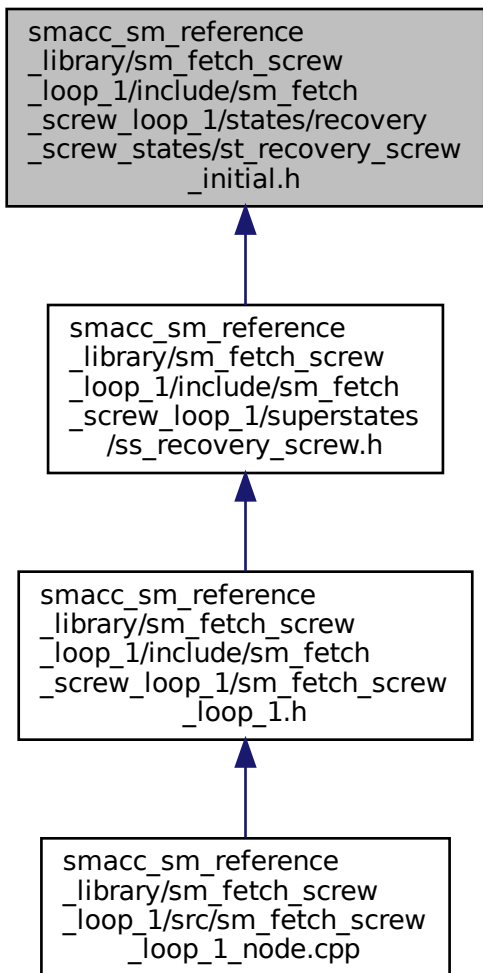 smacc_sm_reference
_library/sm_fetch_screw
_loop_1/include/sm_fetch
_screw_loop_1/states/recovery
_screw_states/st_recovery_screw
_initial.h
smacc_sm_reference
_library/sm_fetch_screw
_loop_1/include/sm_fetch
_screw_loop_1/superstates
/ss_recovery_screw.h
smacc_sm_reference
_library/sm_fetch_screw
_loop_1/include/sm_fetch
_screw_loop_1/sm_fetch_screw
_loop_1.h
smacc_sm_reference
_library/sm_fetch_screw
_loop_1/src/sm_fetch_screw
_loop_1_node.cpp